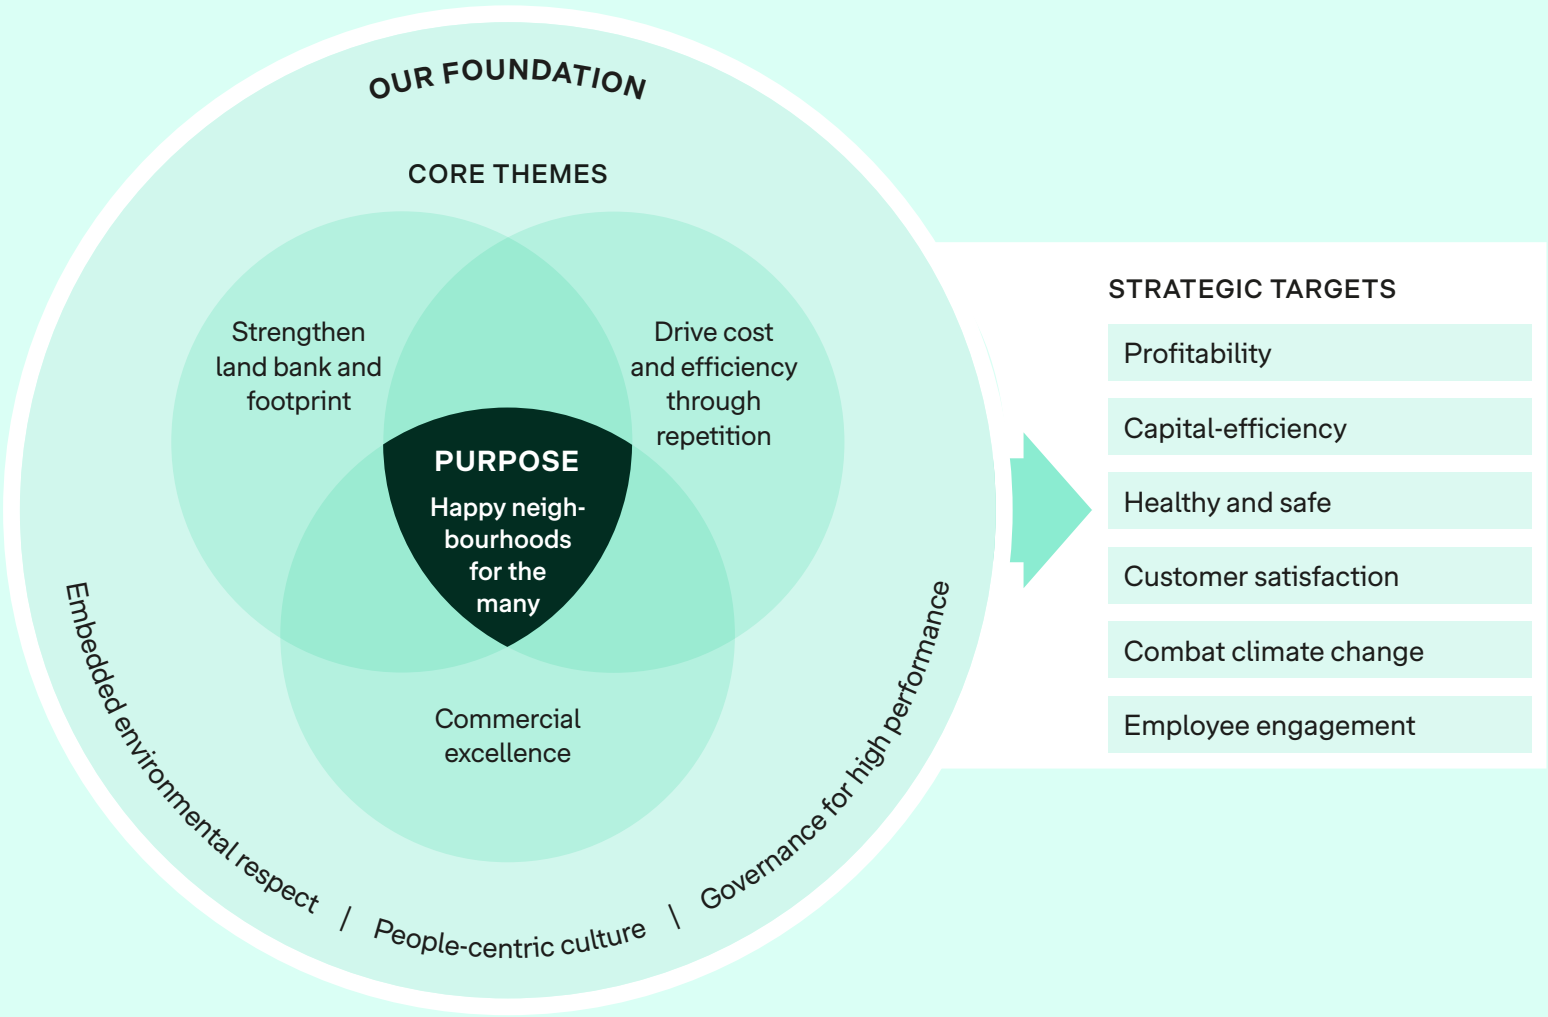 OUR FOUNDATION
CORE THEMES
Strengthen
land bank and
footprint
Drive cost
and efficiency
through
repetition
PURPOSE
Happy neigh-
bourhoods
for the
many
Commercial
excellence
Embedded environmental respect | People-centric culture | Governance for high performance
STRATEGIC TARGETS
Profitability
Capital-efficiency
Healthy and safe
Customer satisfaction
Combat climate change
Employee engagement